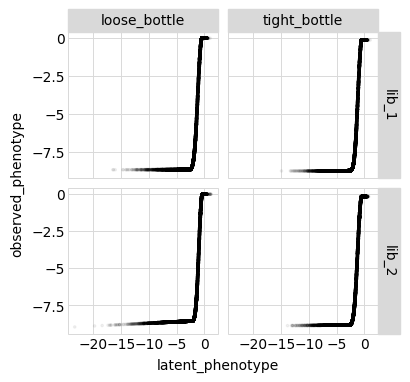 loose_bottle tight_bottle
0
−2.5
−5
−7.5
lib_1
0
−2.5
−5
−7.5
lib_2
observed_phenotype
−20 −15 −10 −5 0 −20 −15 −10 −5 0
latent_phenotype